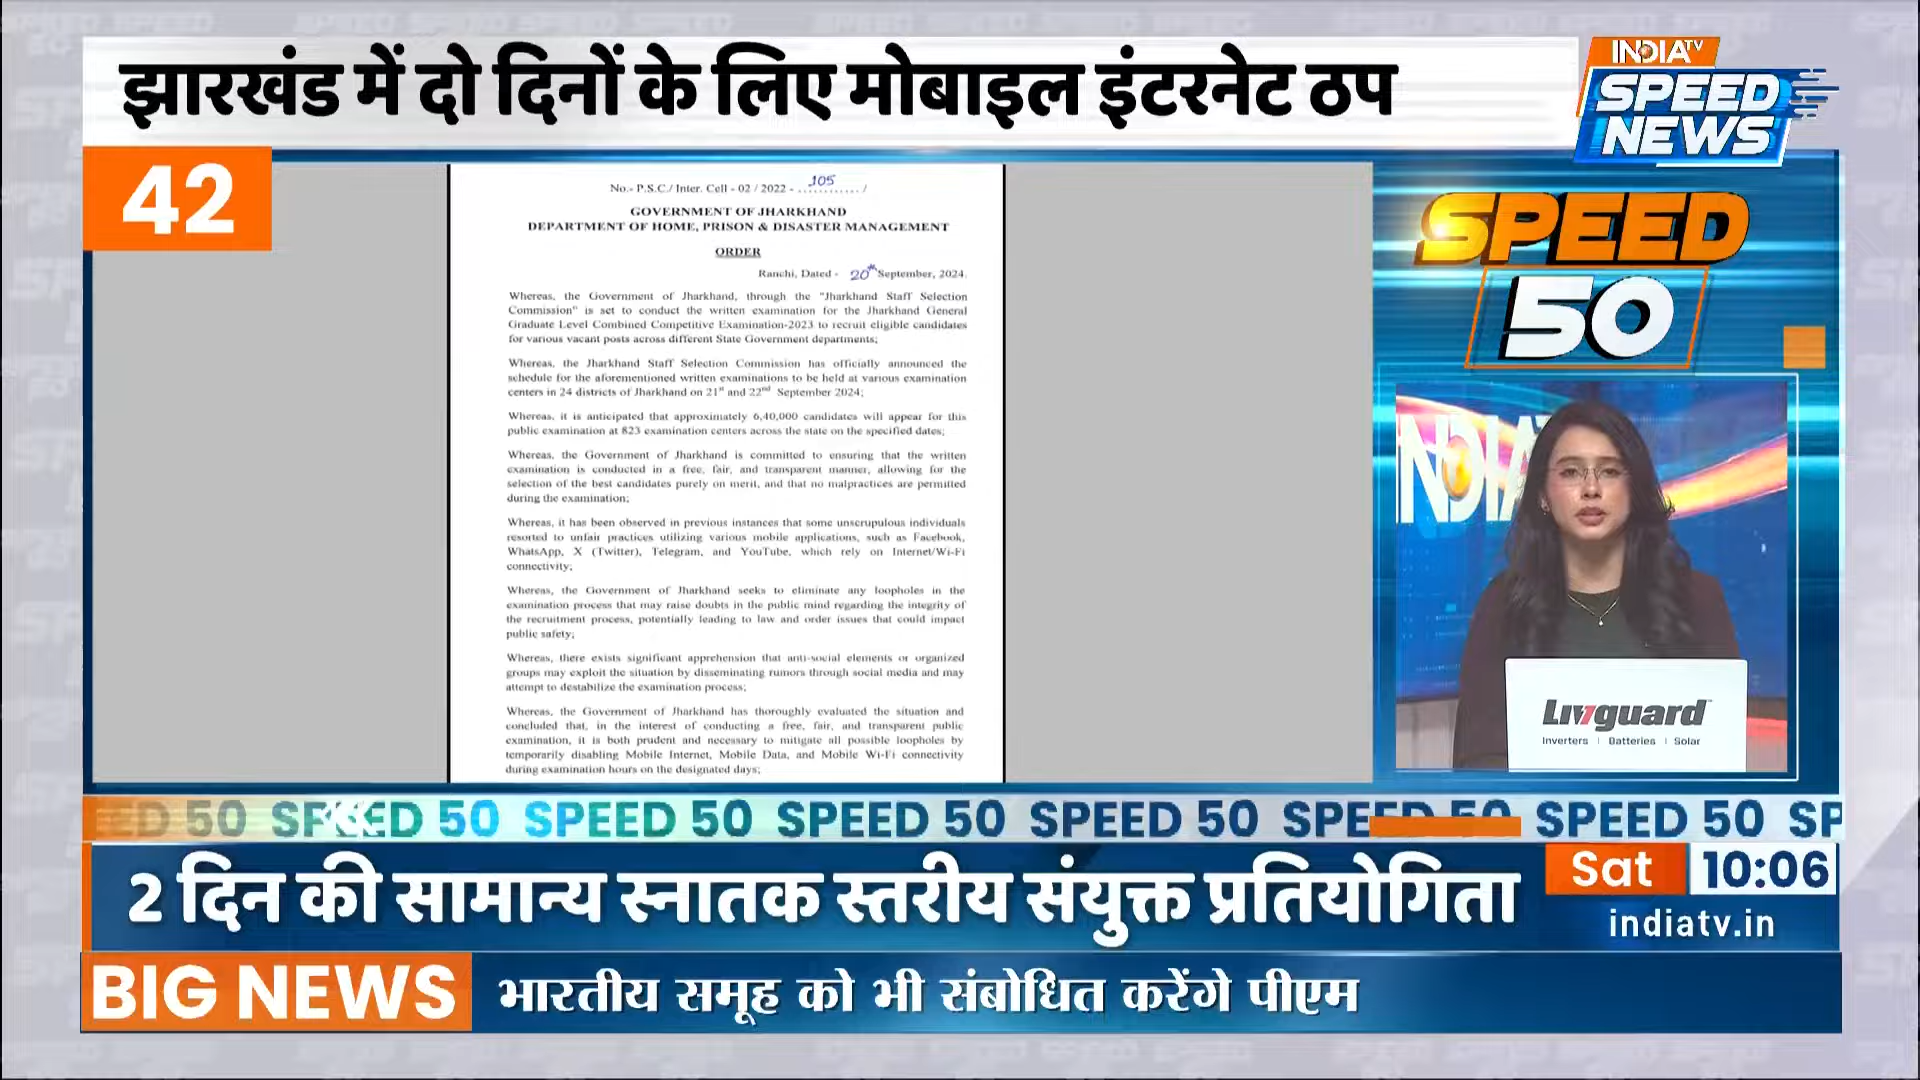 झारखंड में दो दिनों के लिए मोबाइल इंटरनेट ठप
INDIA TV
SPEED
NEWS
42
No.- P.S.C./ Inter. Cell - 02 / 2022 - 105 /
GOVERNMENT OF JHARKHAND
DEPARTMENT OF HOME, PRISON & DISASTER MANAGEMENT
ORDER
Ranchi, Dated - 20th September, 2024.
Whereas, the Government of Jharkhand, through the "Jharkhand Staff Selection
Commission" is set to conduct the written examination for the Jharkhand General
Graduate Level Combined Competitive Examination-2023 to recruit eligible candidates
for various vacant posts across different State Government departments;
Whereas, the Jharkhand Staff Selection Commission has officially announced the
schedule for the aforementioned written examinations to be held at various examination
centers in 24 districts of Jharkhand on 21st and 22nd September 2024;
Whereas, it is anticipated that approximately 6,40,000 candidates will appear for this
public examination at 823 examination centers across the state on the specified dates;
Whereas, the Government of Jharkhand is committed to ensuring that the written
examination is conducted in a free, fair, and transparent manner, allowing for the
selection of the best candidates purely on merit, and that no malpractices are permitted
during the examination;
Whereas, it has been observed in previous instances that some unscrupulous individuals
resorted to unfair practices utilizing various mobile applications, such as Facebook,
WhatsApp, X (Twitter), Telegram, and YouTube, which rely on Internet/Wi-Fi
connectivity;
Whereas, the Government of Jharkhand seeks to eliminate any loopholes in the
examination process that may raise doubts in the public mind regarding the integrity of
the recruitment process, potentially leading to law and order issues that could impact
public safety;
Whereas, there exists significant apprehension that anti-social elements or organized
groups may exploit the situation by disseminating rumors through social media and may
attempt to destabilize the examination process;
Whereas, the Government of Jharkhand has thoroughly evaluated the situation and
concluded that, in the interest of conducting a free, fair, and transparent public
examination, it is both prudent and necessary to mitigate all possible loopholes by
temporarily disabling Mobile Internet, Mobile Data, and Mobile Wi-Fi connectivity
during examination hours on the designated days;
SPEED
50
INDIA
Livguard
Inverters | Batteries | Solar
ED 50 SPEED 50 SPEED 50 SPEED 50 SPEED 50 SPEED 50 SPEED 50 SP
2 दिन की सामान्य स्नातक स्तरीय संयुक्त प्रतियोगिता
Sat 10:06
indiatv.in
BIG NEWS भारतीय समूह को भी संबोधित करेंगे पीएम